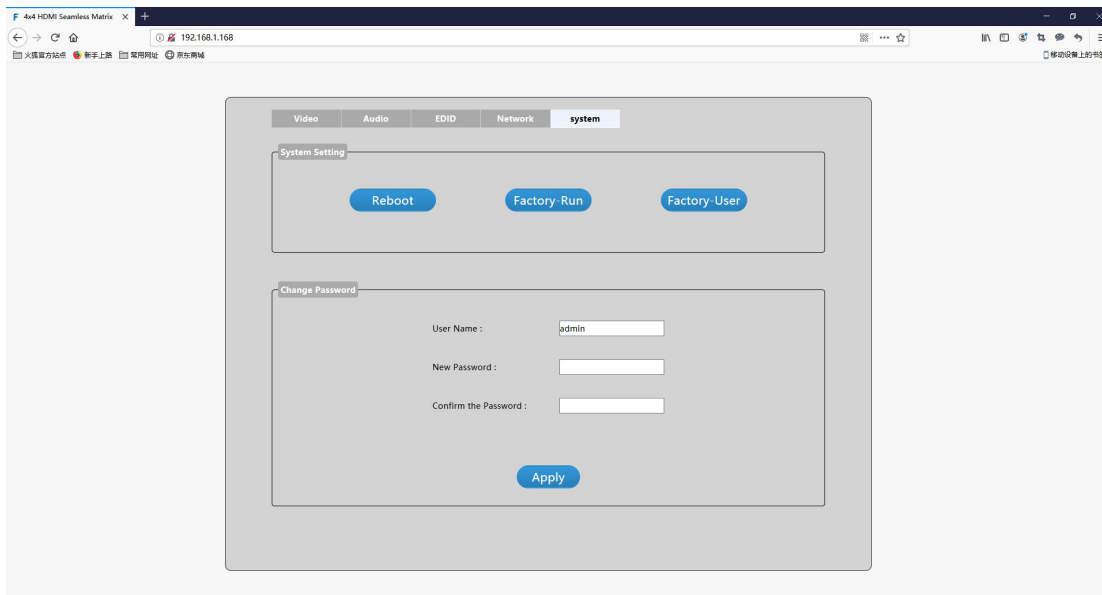 F 4x4 HDMI Seamless Matrix
192.168.1.168
火狐官方站点 新手上路 常用网址 京东商城 移动设备上的书签
Video Audio EDID Network system
System Setting
Reboot Factory-Run Factory-User
Change Password
User Name : admin
New Password :
Confirm the Password :
Apply